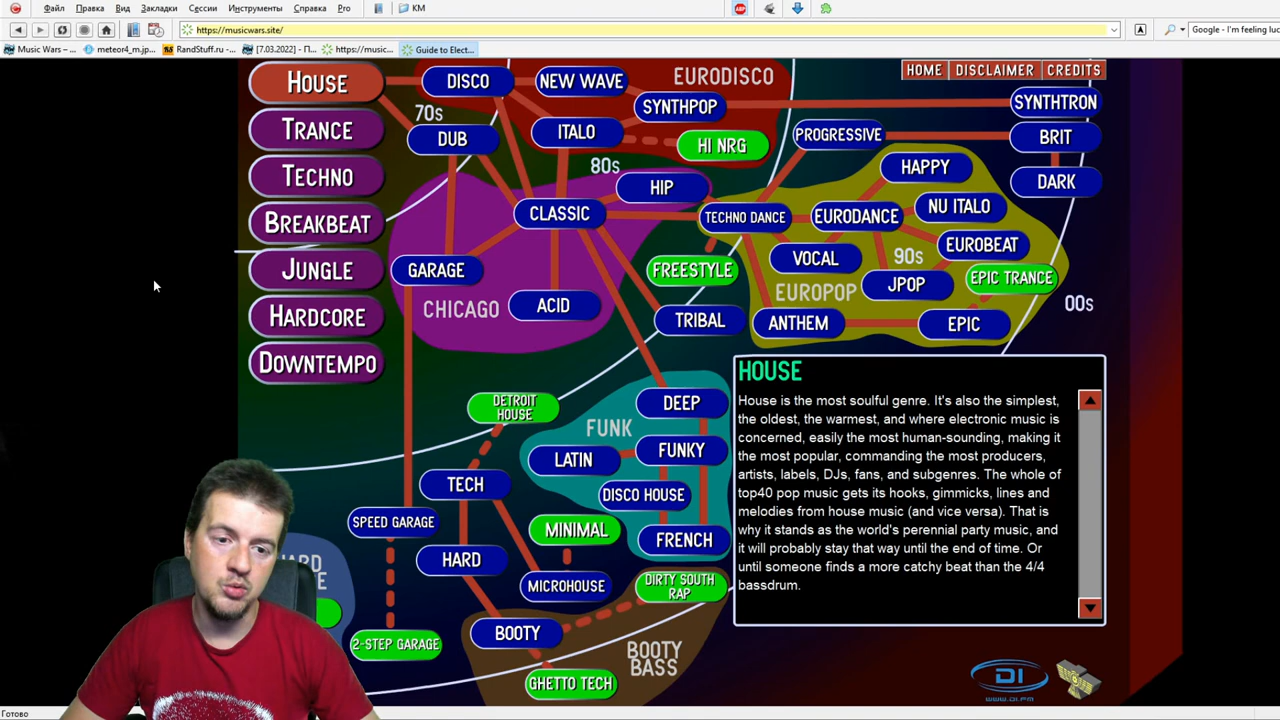 Файл Правка Вид Закладки Сессии Инструменты Справка Pro KM
https://musicwars.site/
Google - I'm feeling luc
Music Wars – ... meteor4_m.jp... RandStuff.ru - ... [7.03.2022] - П... https://music... Guide to Elect...
HOME DISCLAIMER CREDITS
HOUSE
TRANCE
TECHNO
BREAKBEAT
JUNGLE
HARDCORE
DOWNTEMPO
DISCO
NEW WAVE
EURODISCO
SYNTHPOP
SYNTHTRON
70s
DUB
ITALO
HI NRG
PROGRESSIVE
BRIT
80s
HIP
HAPPY
DARK
CLASSIC
TECHNO DANCE
EURODANCE
NU ITALO
EUROBEAT
GARAGE
FREESTYLE
VOCAL
90s
JPOP
EPIC TRANCE
CHICAGO
ACID
TRIBAL
EUROPOP
ANTHEM
EPIC
00s
DETROIT
HOUSE
DEEP
FUNK
LATIN
FUNKY
TECH
DISCO HOUSE
SPEED GARAGE
MINIMAL
FRENCH
HARD
MICROHOUSE
DIRTY SOUTH
RAP
2-STEP GARAGE
BOOTY
BOOTY
BASS
GHETTO TECH
HOUSE
House is the most soulful genre. It's also the simplest,
the oldest, the warmest, and where electronic music is
concerned, easily the most human-sounding, making it
the most popular, commanding the most producers,
artists, labels, DJs, fans, and subgenres. The whole of
top40 pop music gets its hooks, gimmicks, lines and
melodies from house music (and vice versa). That is
why it stands as the world's perennial party music, and
it will probably stay that way until the end of time. Or
until someone finds a more catchy beat than the 4/4
bassdrum.
DI
WWW.DI.FM
Готово